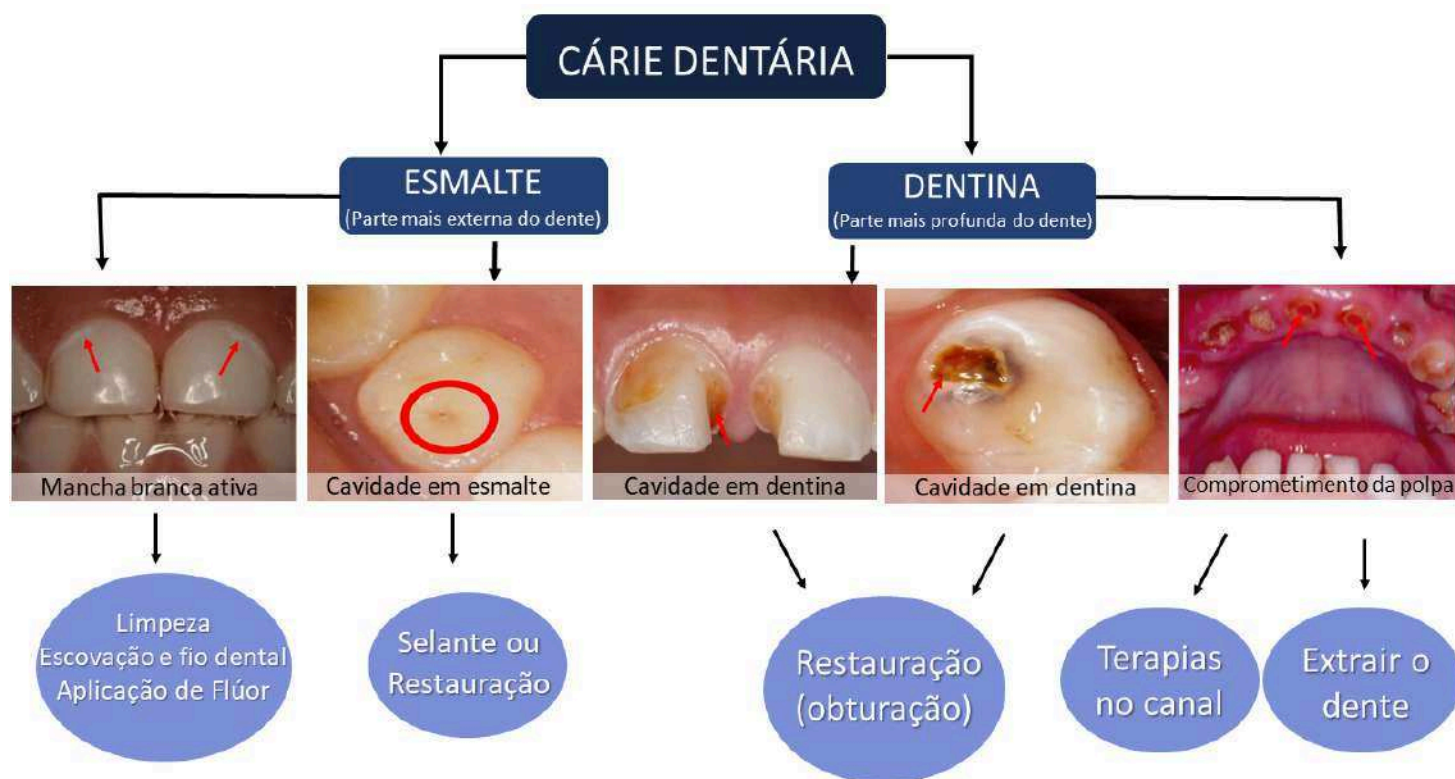 CÁRIE DENTÁRIA
ESMALTE
(Parte mais externa do dente)
DENTINA
(Parte mais profunda do dente)
Mancha branca ativa
Cavidade em esmalte
Cavidade em dentina
Cavidade em dentina
Comprometimento da polpa
Limpeza
Escovação e fio dental
Aplicação de Flúor
Selante ou
Restauração
Restauração
(obturação)
Terapias
no canal
Extrair o
dente